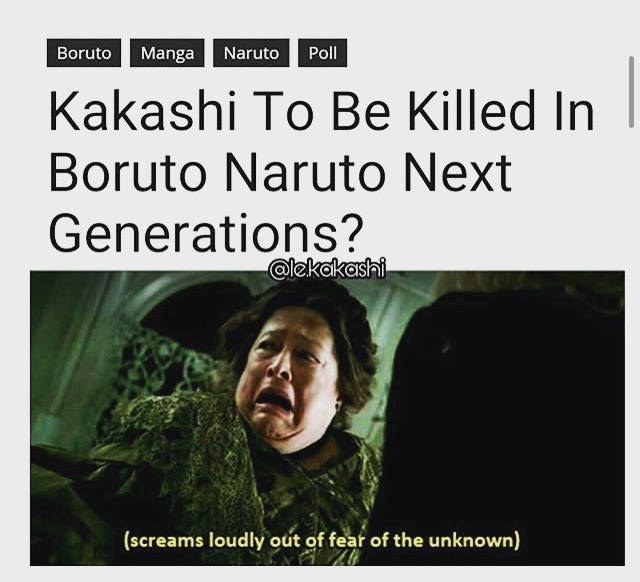 Boruto Manga Naruto Poll
Kakashi To Be Killed In
Boruto Naruto Next
Generations?
@lekakashi
(screams loudly out of fear of the unknown)